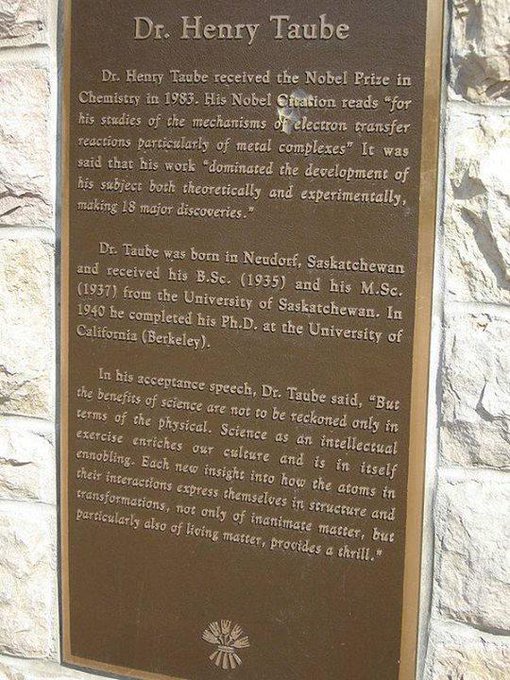 Dr. Henry Taube
Dr. Henry Taube received the Nobel Prize in
Chemistry in 1983. His Nobel Citation reads "for
his studies of the mechanisms of electron transfer
reactions particularly of metal complexes" It was
said that his work "dominated the development of
his subject both theoretically and experimentally,
making 18 major discoveries."
Dr. Taube was born in Neudorf, Saskatchewan
and received his B.Sc. (1935) and his M.Sc.
(1937) from the University of Saskatchewan. In
1940 he completed his Ph.D. at the University of
California (Berkeley).
In his acceptance speech, Dr. Taube said, "But
the benefits of science are not to be reckoned only in
terms of the physical. Science as an intellectual
exercise enriches our culture and is in itself
ennobling. Each new insight into how the atoms in
their interactions express themselves in structure and
transformations, not only of inanimate matter, but
particularly also of living matter, provides a thrill."